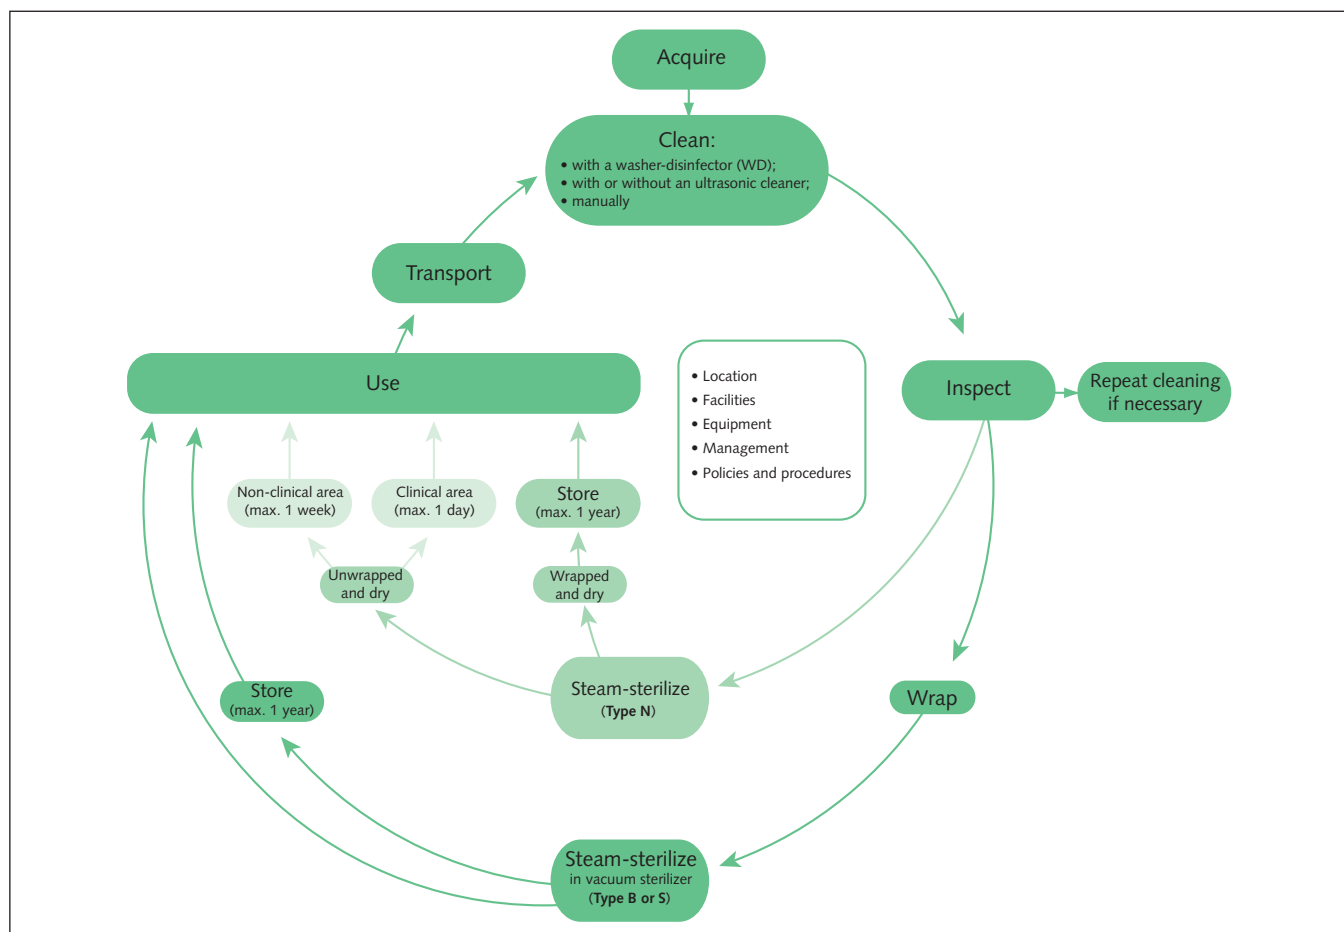 Acquire
Clean:
• with a washer-disinfector (WD);
• with or without an ultrasonic cleaner;
• manually
Transport
Use
• Location
• Facilities
• Equipment
• Management
• Policies and procedures
Inspect
Repeat cleaning
if necessary
Non-clinical area
(max. 1 week)
Clinical area
(max. 1 day)
Store
(max. 1 year)
Unwrapped
and dry
Wrapped
and dry
Steam-sterilize
(Type N)
Store
(max. 1 year)
Wrap
Steam-sterilize
in vacuum sterilizer
(Type B or S)